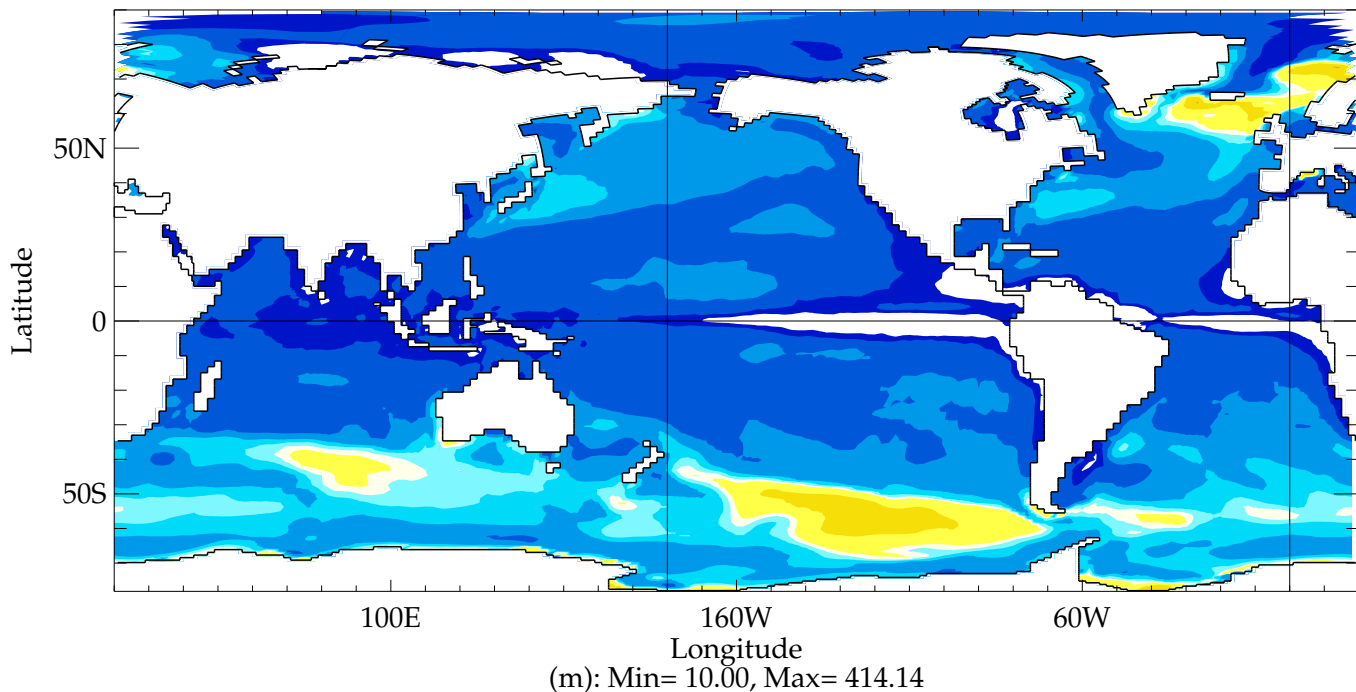 50N
0
50S
Latitude
100E
160W
60W
Longitude
(m): Min= 10.00, Max= 414.14